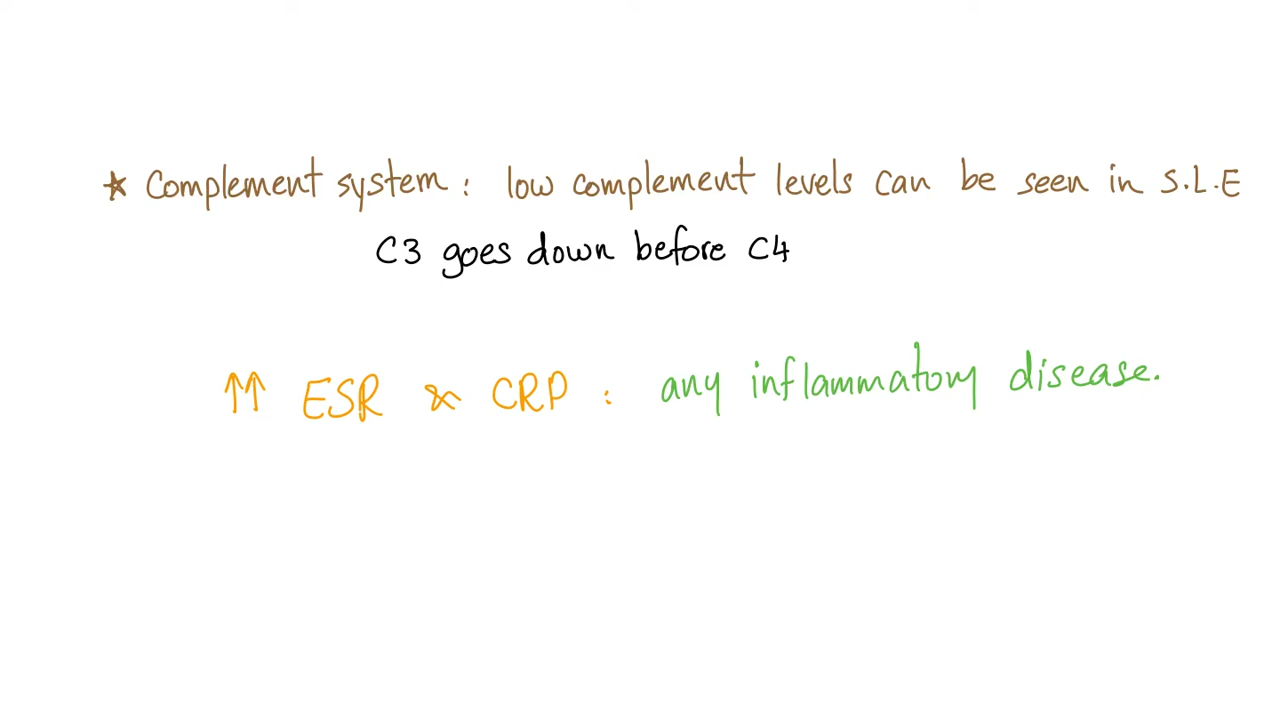 * Complement system: low complement levels can be seen in S.L.E
C3 goes down before C4
↑↑ ESR & CRP: any inflammatory disease.